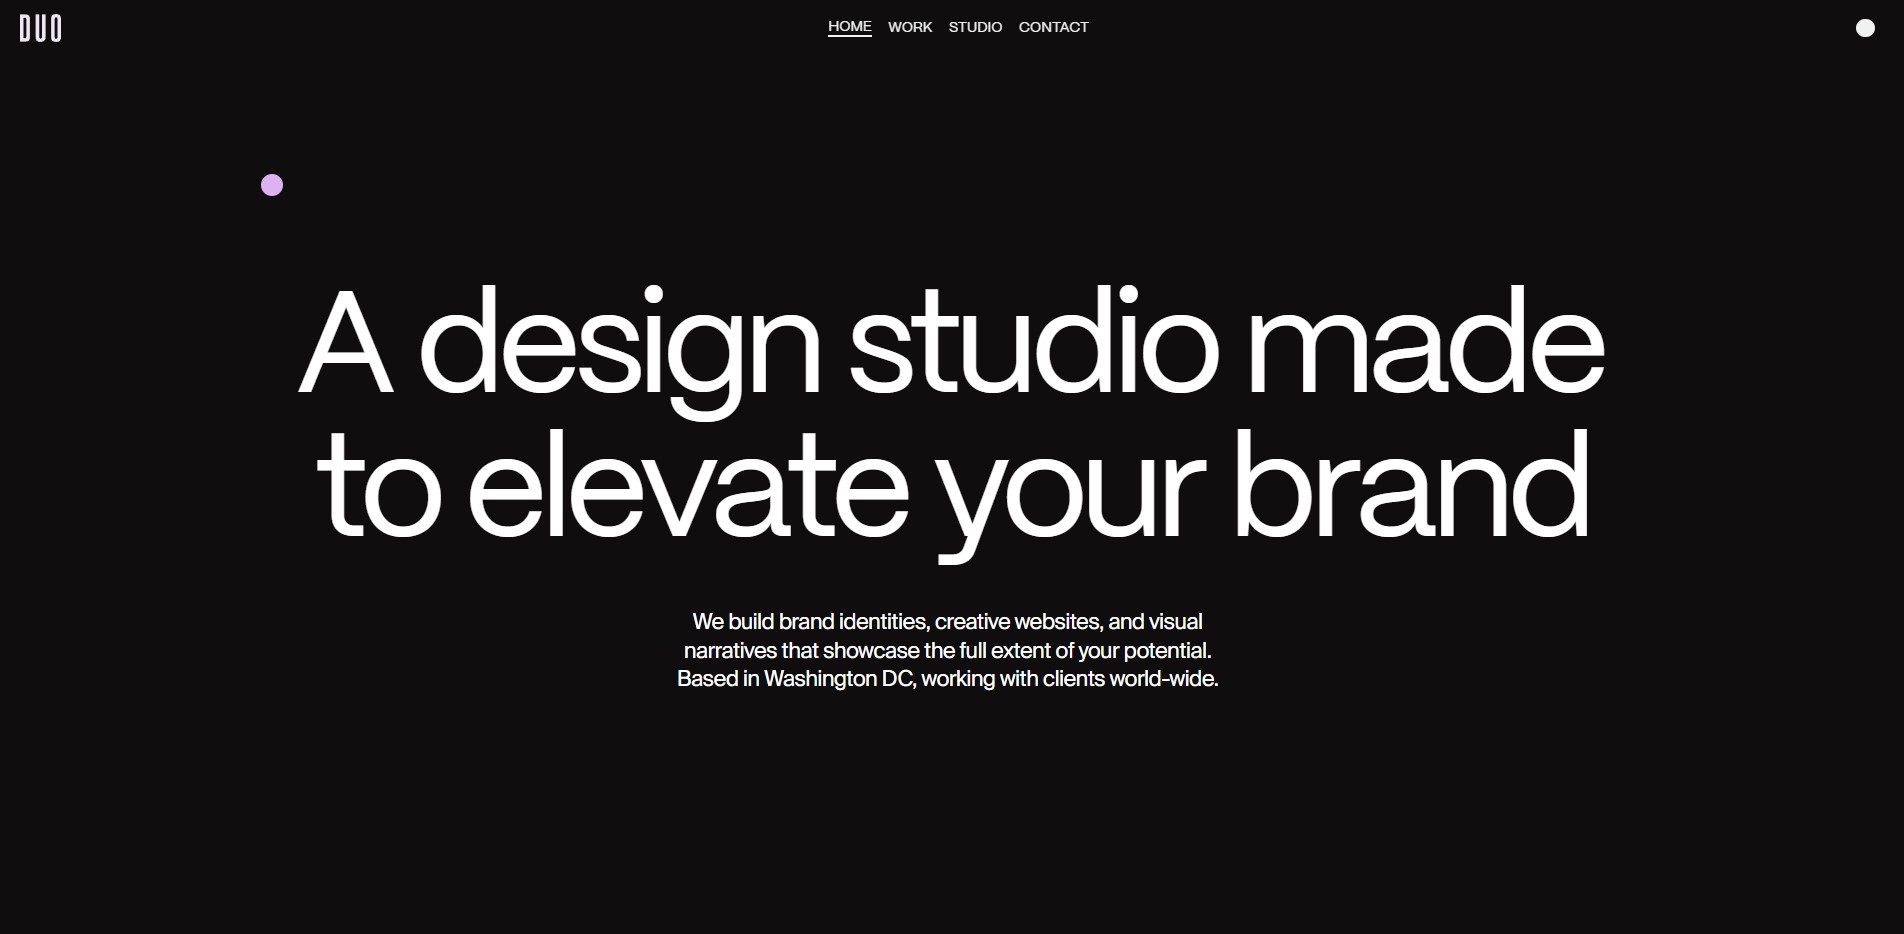 DUO
HOME WORK STUDIO CONTACT
A design studio made
to elevate your brand
We build brand identities, creative websites, and visual
narratives that showcase the full extent of your potential.
Based in Washington DC, working with clients world-wide.